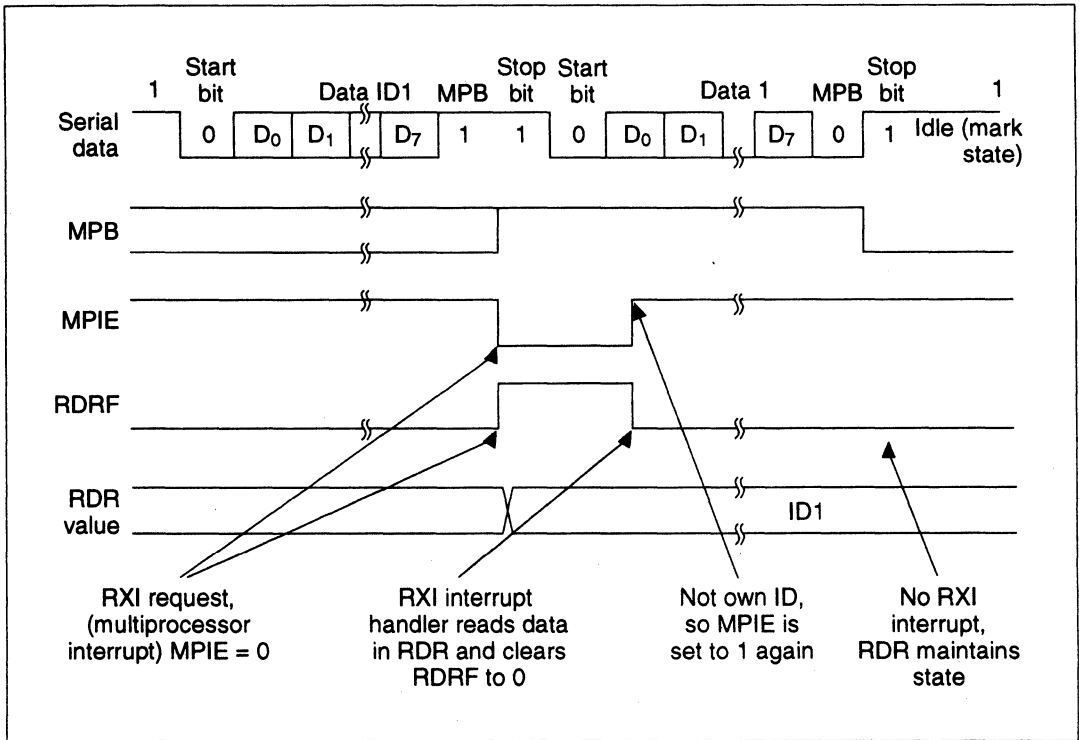 1 Start bit Data ID1 MPB Stop bit Start bit Data 1 MPB Stop bit 1
Serial data 0 D0 D1 D7 1 1 0 D0 D1 D7 0 1 Idle (mark state)
MPB
MPIE
RDRF
RDR value ID1
RXI request,
(multiprocessor
interrupt) MPIE = 0
RXI interrupt
handler reads data
in RDR and clears
RDRF to 0
Not own ID,
so MPIE is
set to 1 again
No RXI
interrupt,
RDR maintains
state